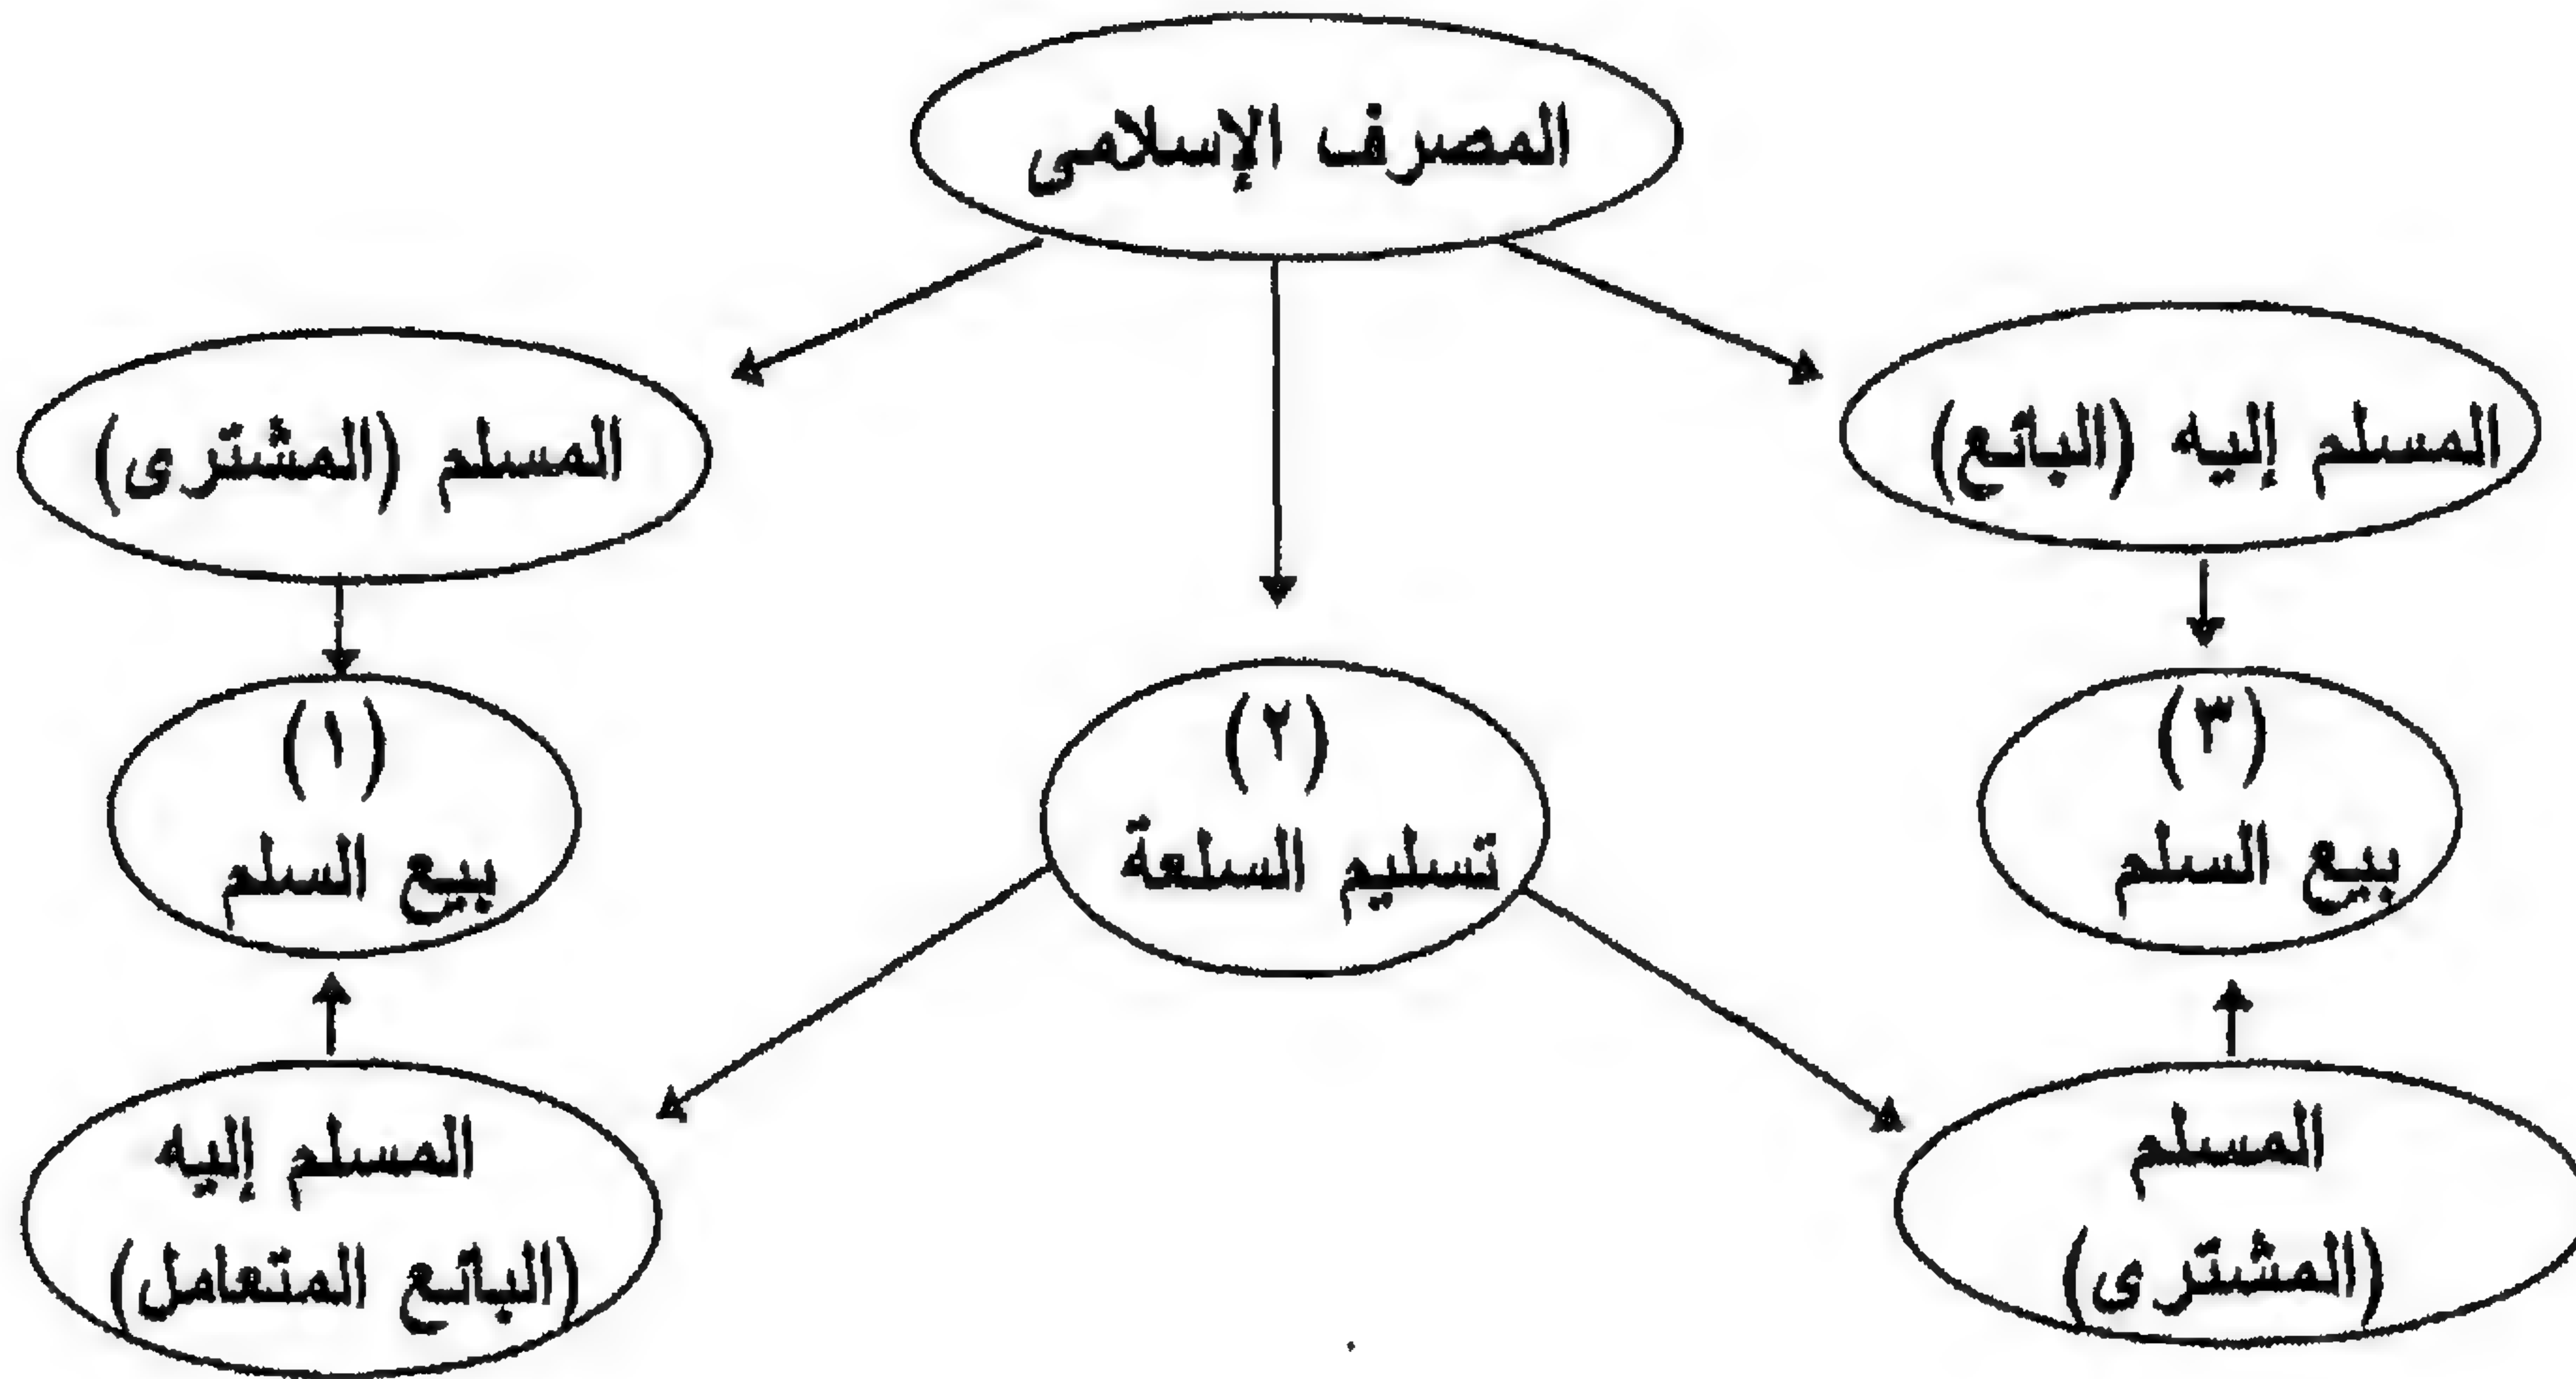 المصرف الإسلامى
المسلم إليه (البائع)
المسلم (المشترى)
(٣)
بيع السلم
(٢)
تسليم السلعة
(١)
بيع السلم
المسلم
(المشترى)
المسلم إليه
(البائع المتعامل)